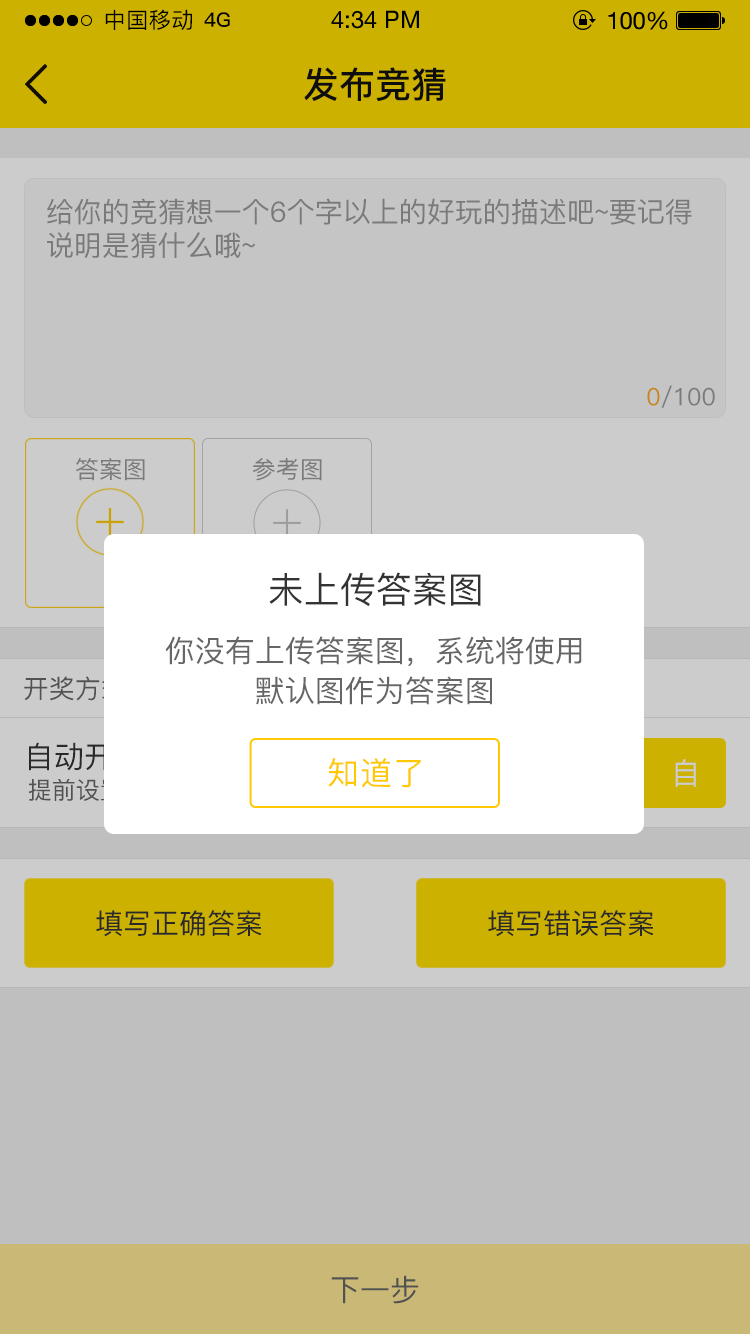 中国移动 4G 4:34 PM 100%
发布竞猜
给你的竞猜想一个6个字以上的好玩的描述吧~要记得
说明是猜什么哦~
0/100
答案图 参考图
未上传答案图
你没有上传答案图，系统将使用
默认图作为答案图
知道了
开奖方
自动开
提前设
自
填写正确答案 填写错误答案
下一步